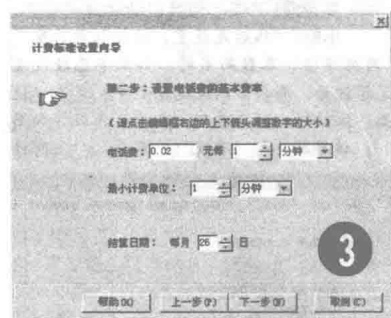 计费标准设置向导
第二步：设置电话费的基本费率
（请点击编辑框右边的上下箭头调整数字的大小）
电话费：0.02 元每 1 分钟
最小计费单位：1 分钟
结算日期：每月 26 日
3
帮助(H) 上一步(P) 下一步(N) 取消(C)